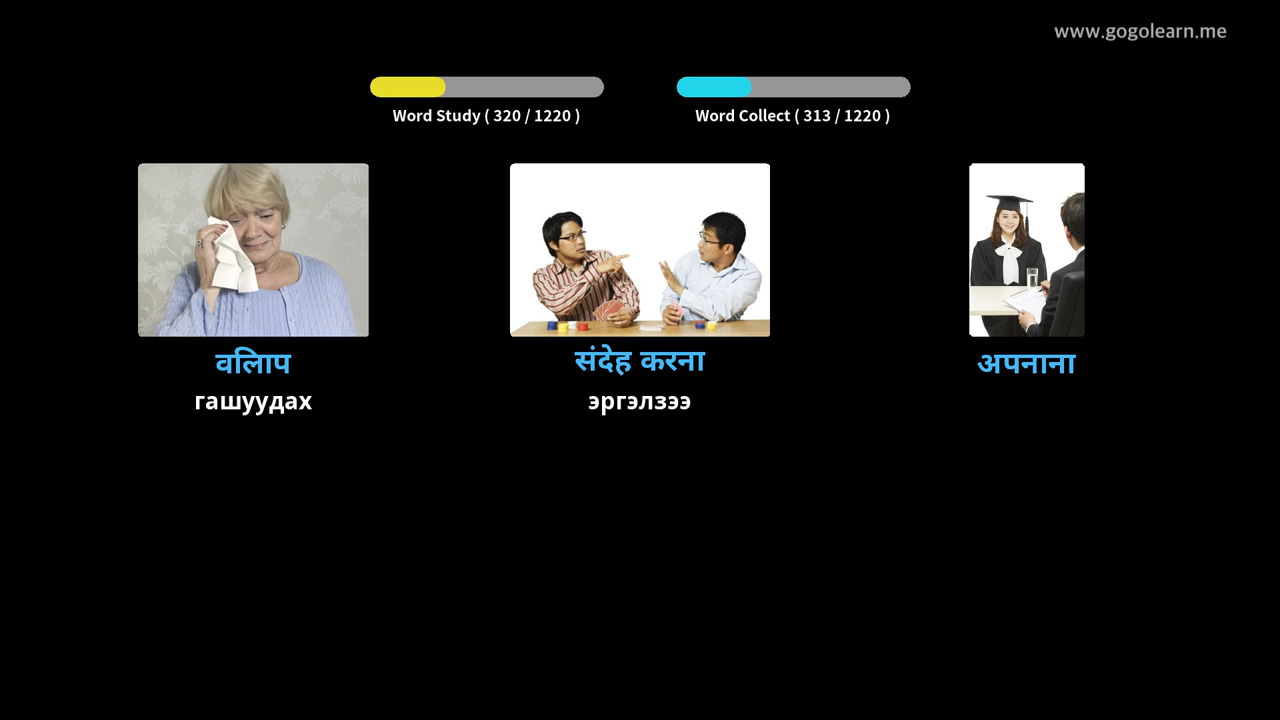 www.gogolearn.me
Word Study ( 320 / 1220 )
Word Collect ( 313 / 1220 )
विलाप
संदेह करना
अपनाना
гашуудах
эргэлзээ